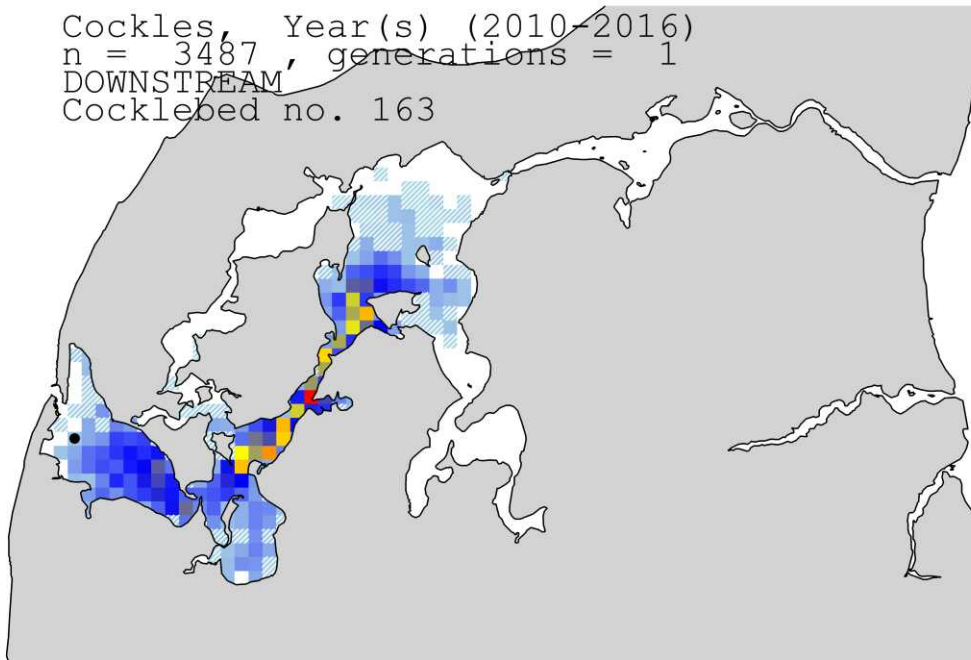 Cockles, Year(s) (2010-2016)
n = 3487 , generations = 1
DOWNSTREAM
Cocklebed no. 163